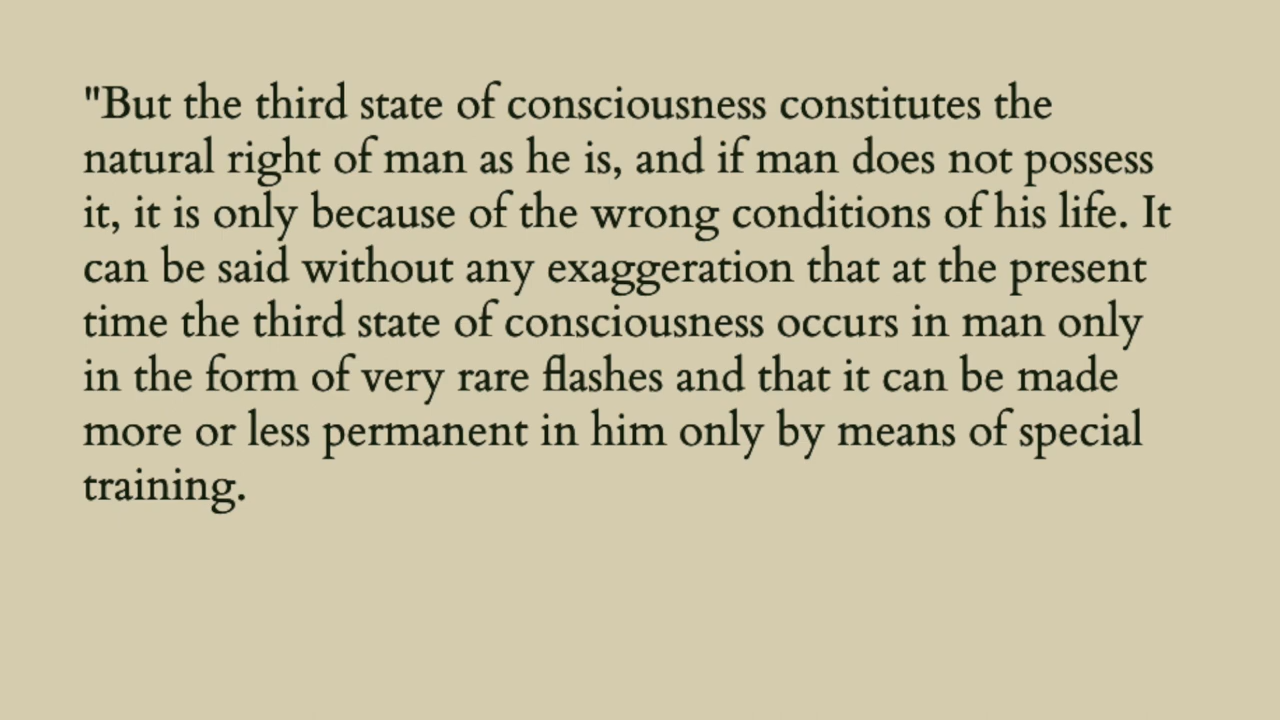 "But the third state of consciousness constitutes the
natural right of man as he is, and if man does not possess
it, it is only because of the wrong conditions of his life. It
can be said without any exaggeration that at the present
time the third state of consciousness occurs in man only
in the form of very rare flashes and that it can be made
more or less permanent in him only by means of special
training.